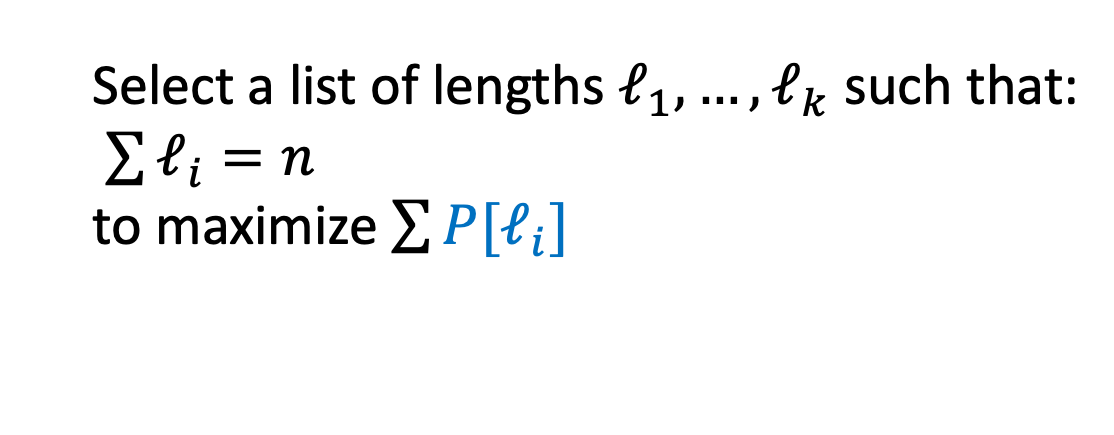 Select a list of lengths ℓ₁, … , ℓₖ such that:
∑ ℓᵢ = n
to maximize ∑ P[ℓᵢ]